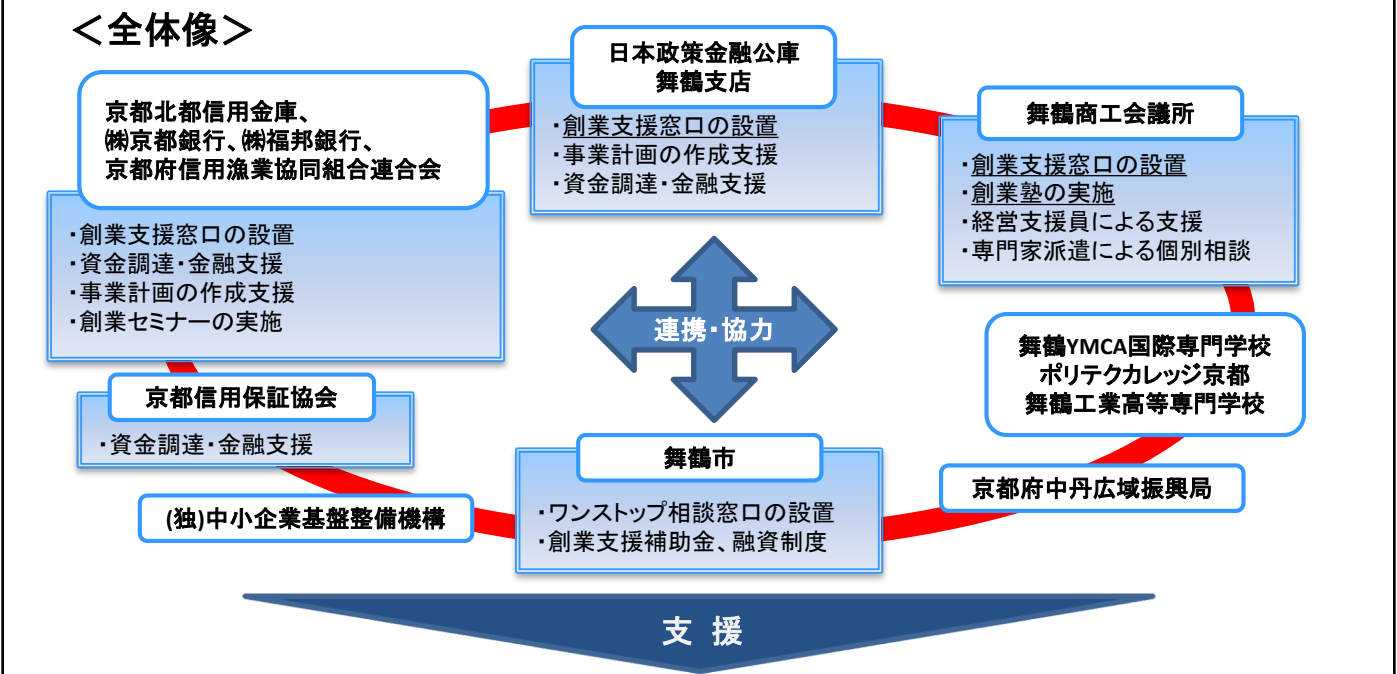 ＜全体像＞
日本政策金融公庫
舞鶴支店
・創業支援窓口の設置
・事業計画の作成支援
・資金調達・金融支援
京都北都信用金庫、
㈱京都銀行、㈱福邦銀行、
京都府信用漁業協同組合連合会
・創業支援窓口の設置
・資金調達・金融支援
・事業計画の作成支援
・創業セミナーの実施
舞鶴商工会議所
・創業支援窓口の設置
・創業塾の実施
・経営支援員による支援
・専門家派遣による個別相談
連携・協力
舞鶴YMCA国際専門学校
ポリテクカレッジ京都
舞鶴工業高等専門学校
京都信用保証協会
・資金調達・金融支援
舞鶴市
・ワンストップ相談窓口の設置
・創業支援補助金、融資制度
京都府中丹広域振興局
(独)中小企業基盤整備機構
支 援